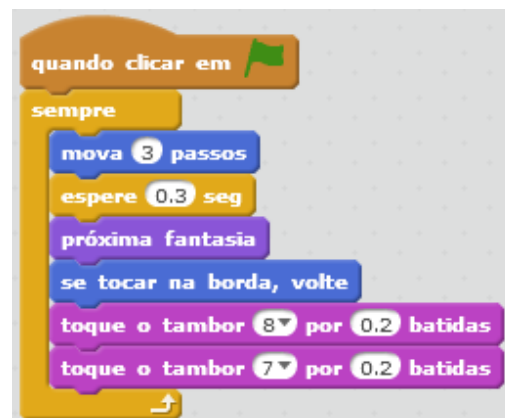 quando clicar em
sempre
mova 3 passos
espere 0.3 seg
próxima fantasia
se tocar na borda, volte
toque o tambor 8 por 0.2 batidas
toque o tambor 7 por 0.2 batidas